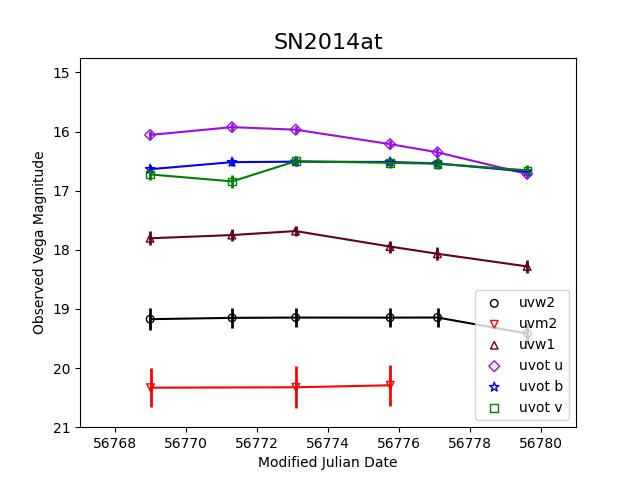 SN2014at
15
16
17
18
19
20
21
Observed Vega Magnitude
uvw2
uvm2
uvw1
uvot u
uvot b
uvot v
56768 56770 56772 56774 56776 56778 56780
Modified Julian Date